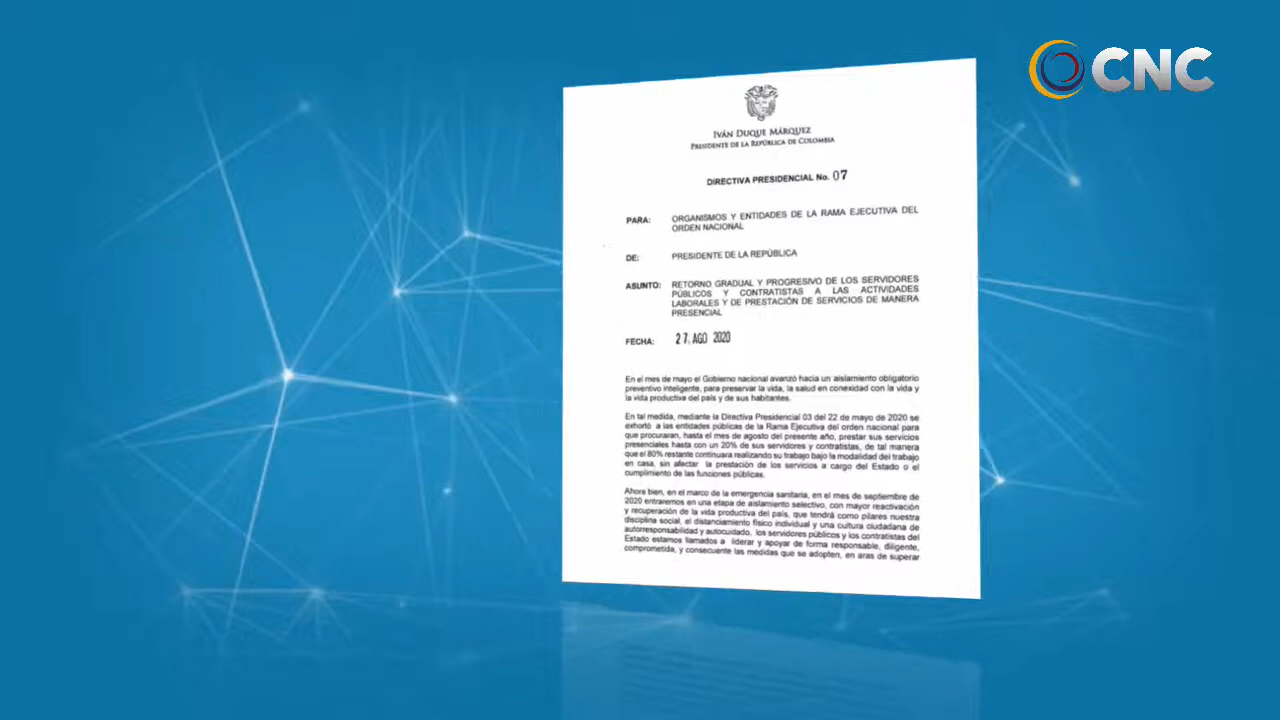 CNC
IVÁN DUQUE MÁRQUEZ
PRESIDENTE DE LA REPÚBLICA DE COLOMBIA
DIRECTIVA PRESIDENCIAL No. 07
PARA: ORGANISMOS Y ENTIDADES DE LA RAMA EJECUTIVA DEL
ORDEN NACIONAL
DE: PRESIDENTE DE LA REPÚBLICA
ASUNTO: RETORNO GRADUAL Y PROGRESIVO DE LOS SERVIDORES
PÚBLICOS Y CONTRATISTAS A LAS ACTIVIDADES
LABORALES Y DE PRESTACIÓN DE SERVICIOS DE MANERA
PRESENCIAL
FECHA: 27 AGO 2020
En el mes de mayo el Gobierno nacional avanzó hacia un aislamiento obligatorio
preventivo inteligente, para preservar la vida, la salud en conexidad con la vida y
la vida productiva del país y de sus habitantes.
En tal medida, mediante la Directiva Presidencial 03 del 22 de mayo de 2020 se
exhortó a las entidades públicas de la Rama Ejecutiva del orden nacional para
que procuraran, hasta el mes de agosto del presente año, prestar sus servicios
presenciales hasta con un 20% de sus servidores y contratistas, de tal manera
que el 80% restante continuara realizando su trabajo bajo la modalidad del trabajo
en casa, sin afectar la prestación de los servicios a cargo del Estado o el
cumplimiento de las funciones públicas.
Ahora bien, en el marco de la emergencia sanitaria, en el mes de septiembre de
2020 entraremos en una etapa de aislamiento selectivo, con mayor reactivación
y recuperación de la vida productiva del país, que tendrá como pilares nuestra
disciplina social, el distanciamiento físico individual y una cultura ciudadana de
autorresponsabilidad y autocuidado, los servidores públicos y los contratistas del
Estado estamos llamados a liderar y apoyar de forma responsable, diligente,
comprometida, y consecuente las medidas que se adopten, en aras de superar